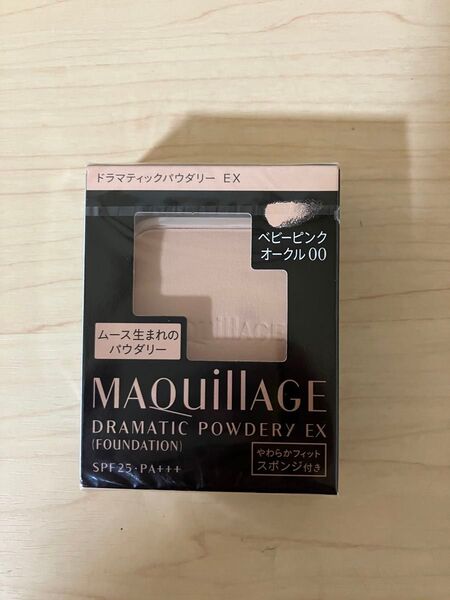 ドラマティックパウダリー EX
ベビーピンク
オークル00
MAQuillAGE
ムース生まれの
パウダリー
MAQuillAGE
DRAMATIC POWDERY EX
(FOUNDATION)
SPF25・PA+++
やわらかフィット
スポンジ付き